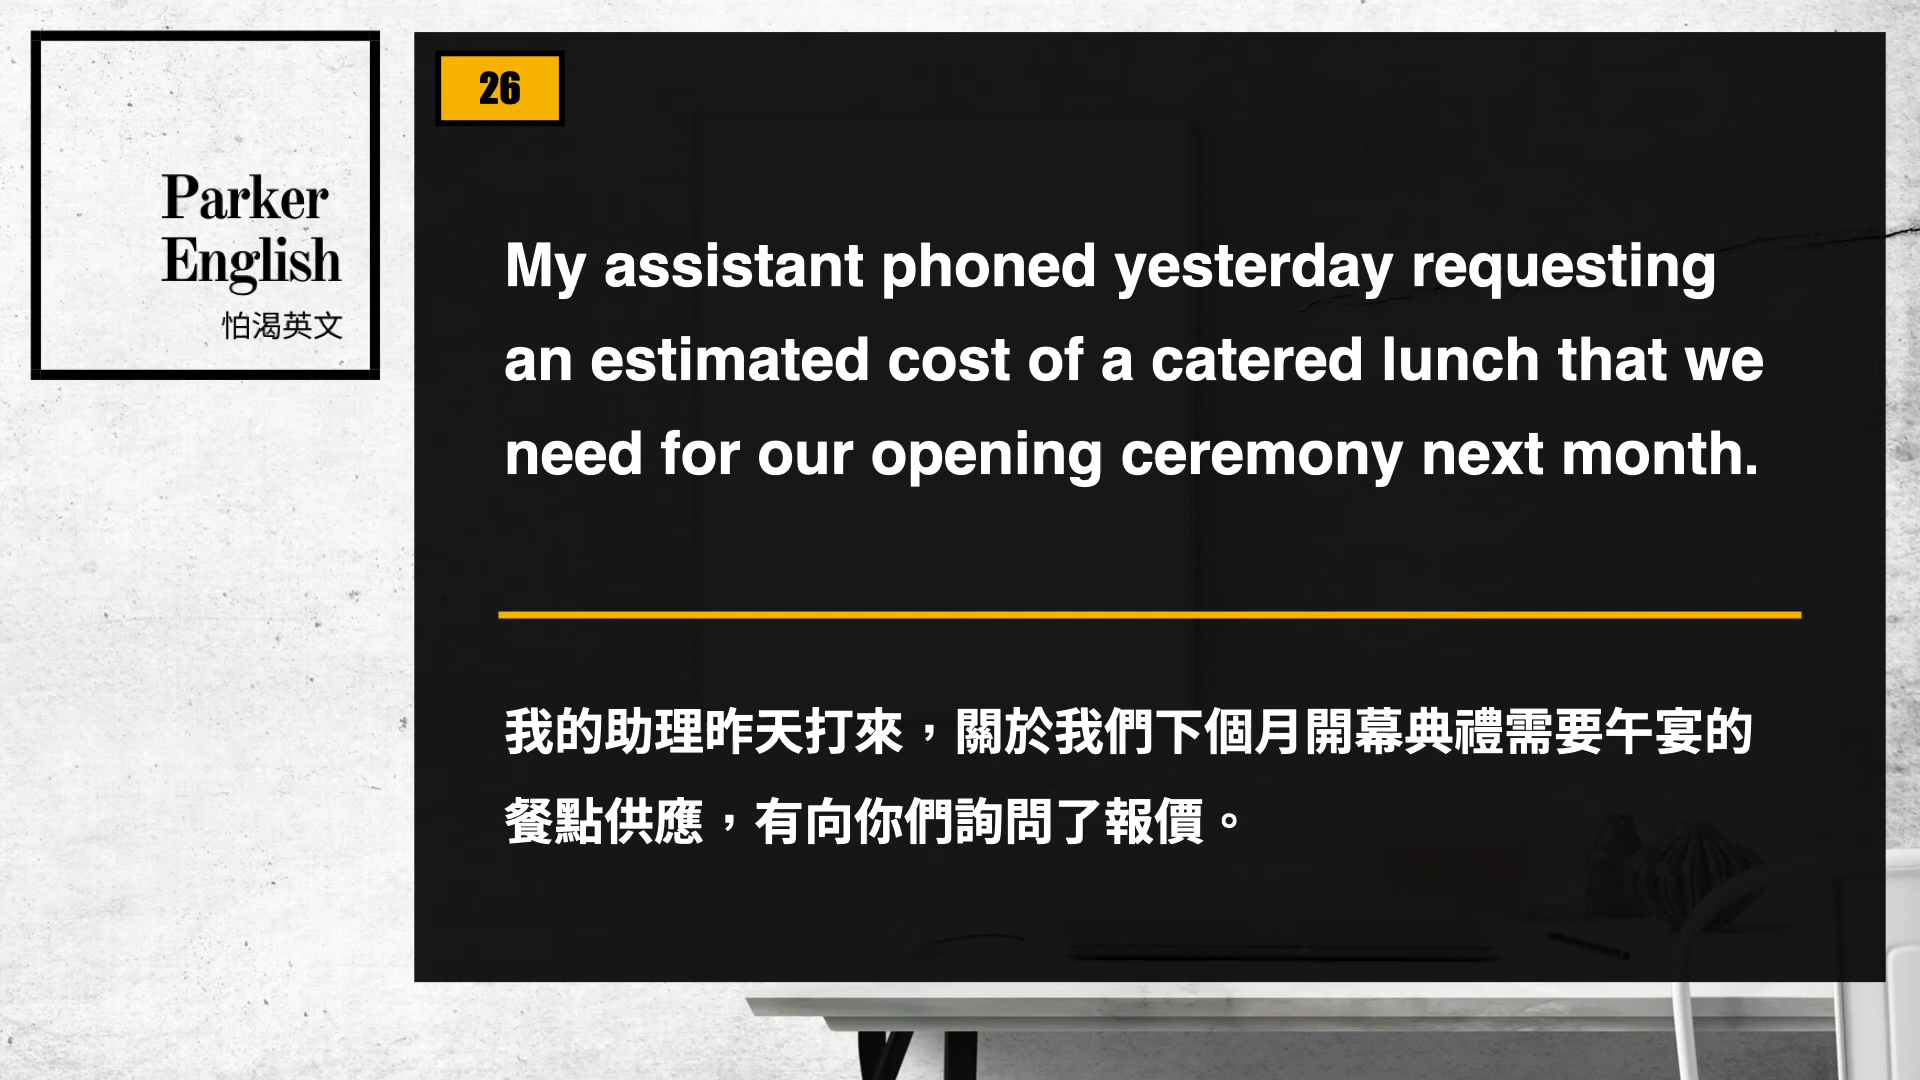 Parker
English
怕渴英文
26
My assistant phoned yesterday requesting
an estimated cost of a catered lunch that we
need for our opening ceremony next month.
我的助理昨天打來，關於我們下個月開幕典禮需要午宴的
餐點供應，有向你們詢問了報價。